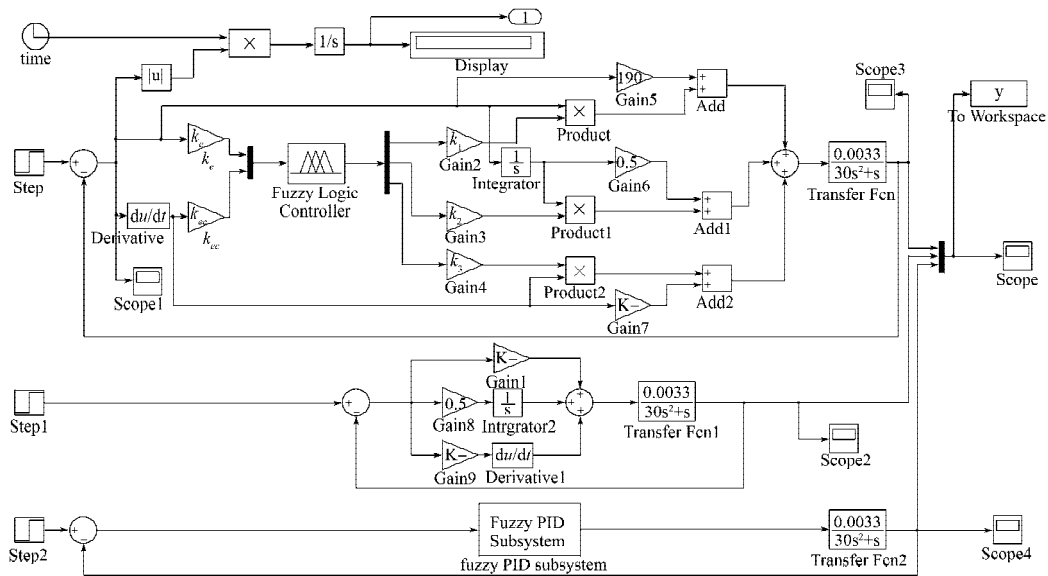 time
|u|
×
1/s
1
Display
190
Gain5
+
+
Add
Scope3
y
To Workspace
Step
+
−
k_e
k_e
Fuzzy Logic
Controller
k_1
Gain2
×
Product
1/s
Integrator
0.5
Gain6
+
+
+
0.0033
30s²+s
Transfer Fcn
du/dt
Derivative
k_ec
k_ec
k_2
Gain3
×
Product1
+
+
Add1
Scope1
k_3
Gain4
×
Product2
K−
Gain7
+
+
Add2
Scope
Step1
+
−
K−
Gain1
0.5
Gain8
1/s
Intrgrator2
K−
Gain9
du/dt
Derivative1
+
+
+
0.0033
30s²+s
Transfer Fcn1
Scope2
Step2
+
−
Fuzzy PID
Subsystem
fuzzy PID subsystem
0.0033
30s²+s
Transfer Fcn2
Scope4